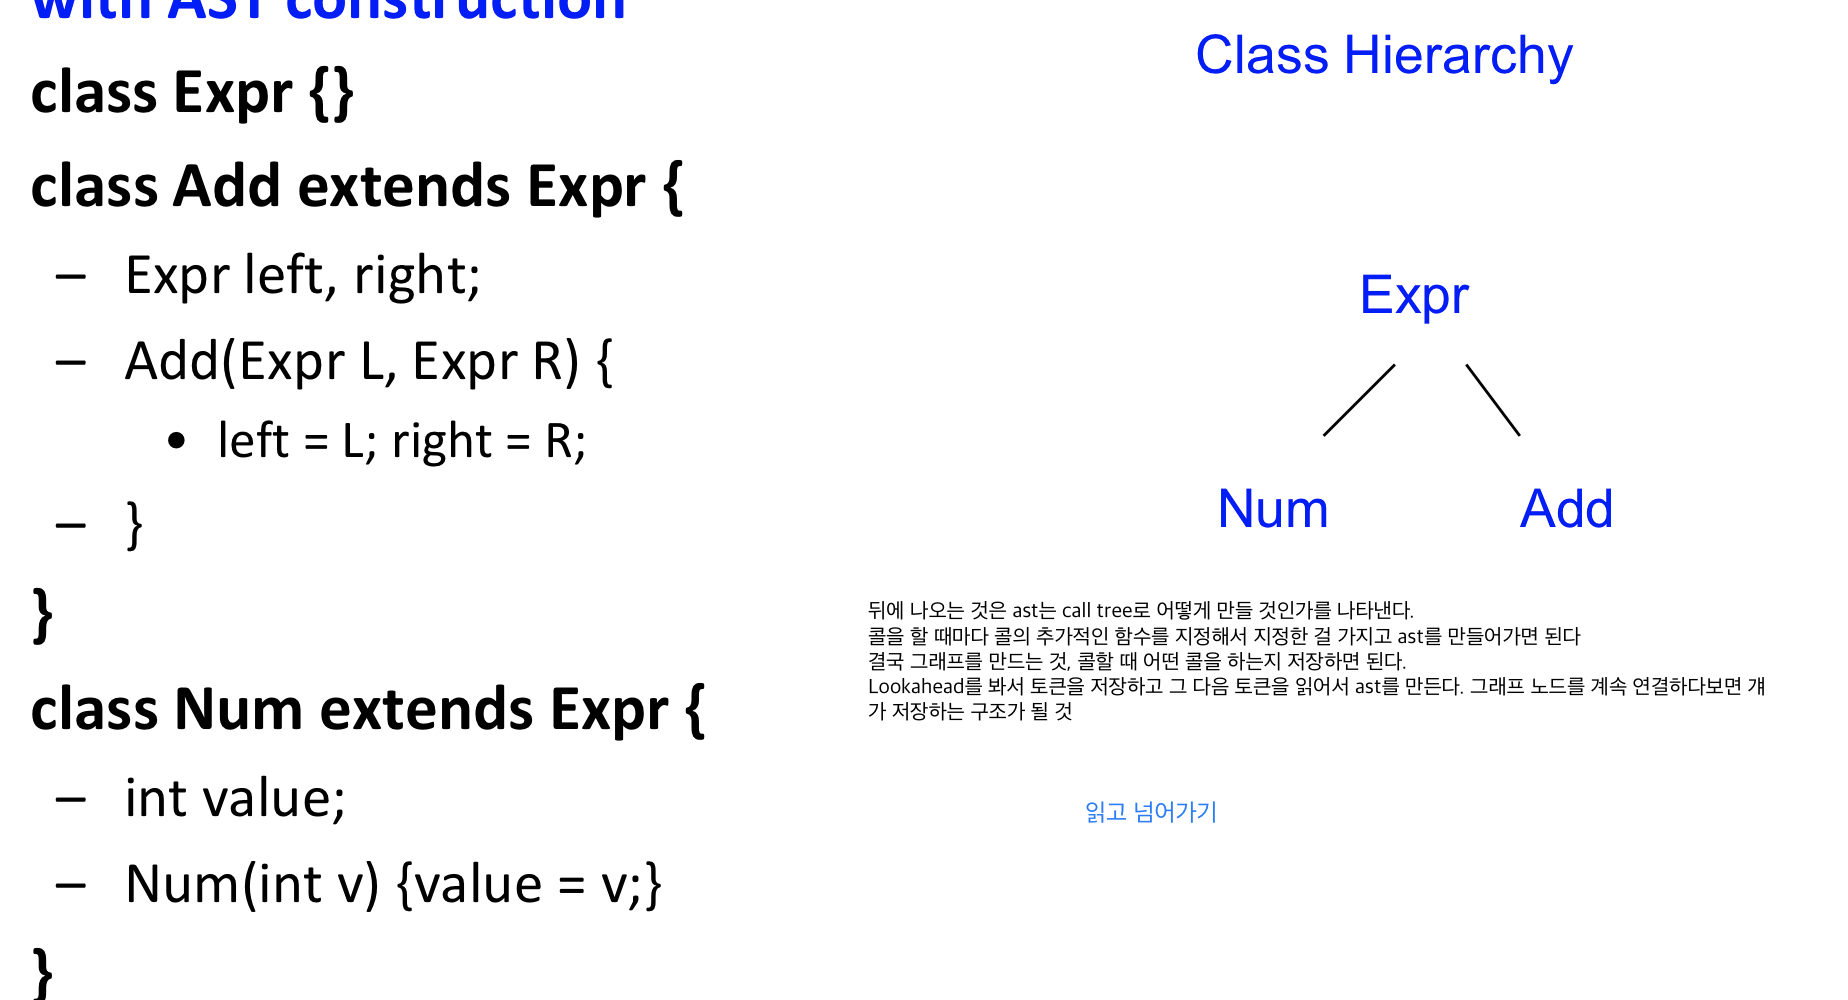 with AST construction
class Expr {}
class Add extends Expr {
– Expr left, right;
– Add(Expr L, Expr R) {
• left = L; right = R;
– }
}
class Num extends Expr {
– int value;
– Num(int v) {value = v;}
}
Class Hierarchy
Expr
Num Add
뒤에 나오는 것은 ast는 call tree로 어떻게 만들 것인가를 나타낸다.
콜을 할 때마다 콜의 추가적인 함수를 지정해서 지정한 걸 가지고 ast를 만들어가면 된다
결국 그래프를 만드는 것, 콜할 때 어떤 콜을 하는지 저장하면 된다.
Lookahead를 봐서 토큰을 저장하고 그 다음 토큰을 읽어서 ast를 만든다. 그래프 노드를 계속 연결하다보면 걔
가 저장하는 구조가 될 것
읽고 넘어가기